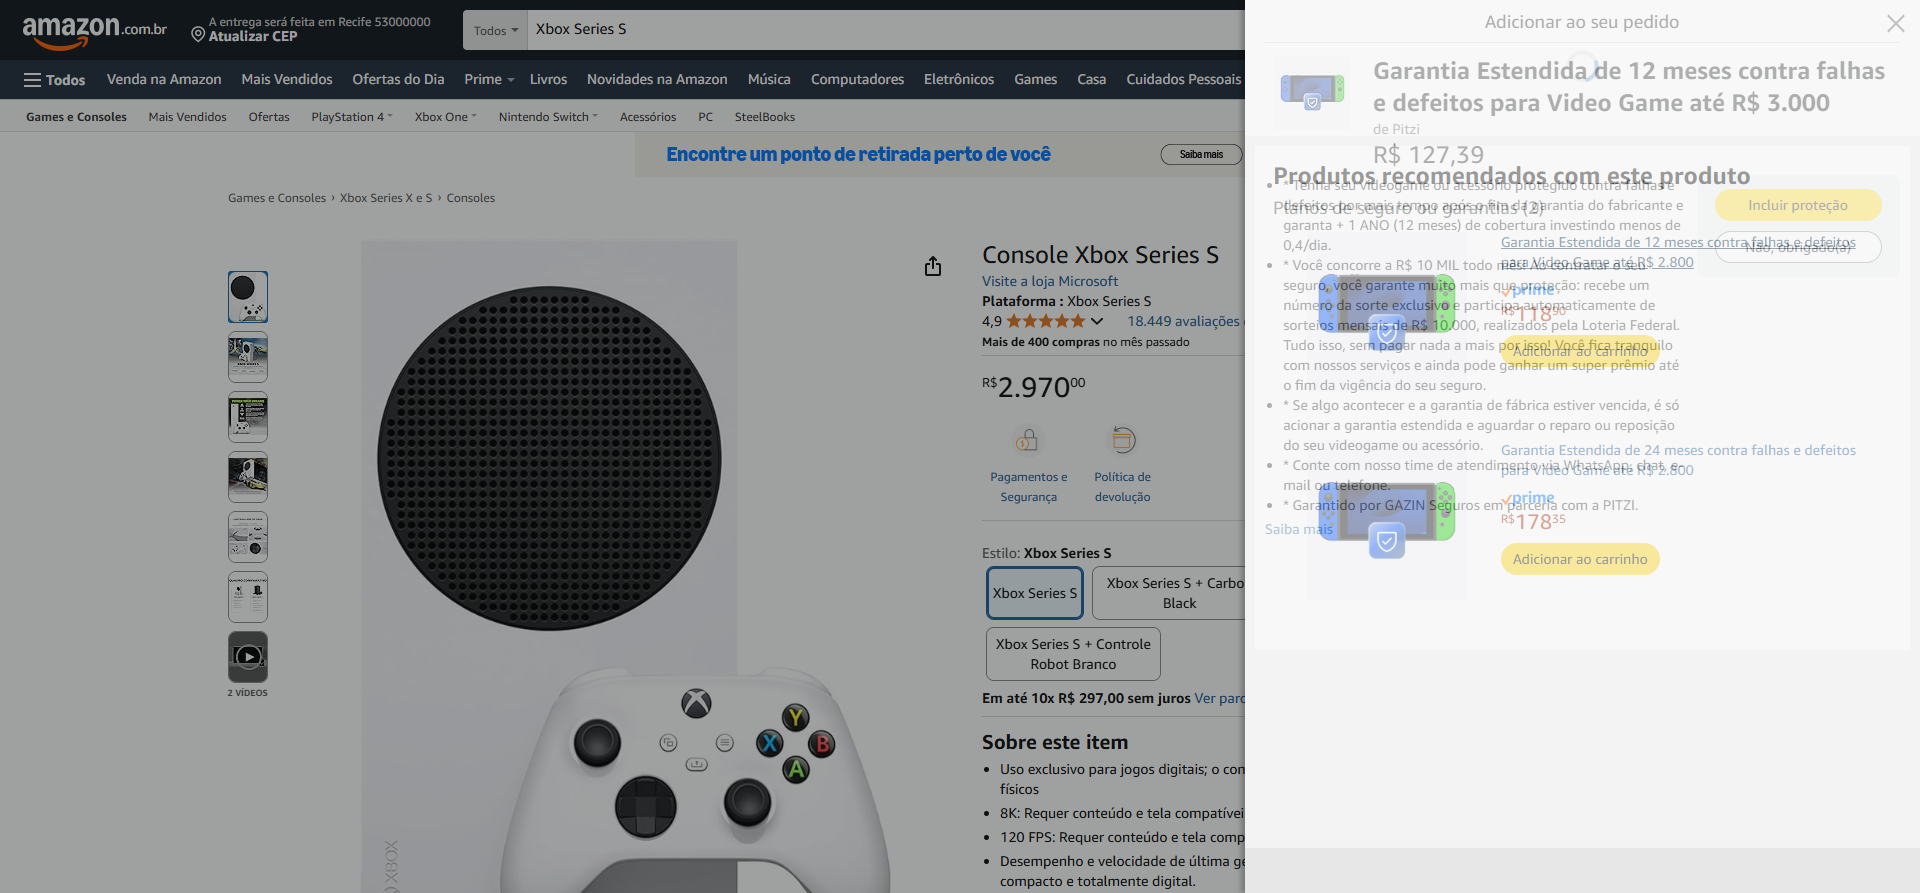 amazon.com.br
A entrega será feita em Recife 53000000
Atualizar CEP
Todos
Xbox Series S
Todos
Venda na Amazon
Mais Vendidos
Ofertas do Dia
Prime
Livros
Novidades na Amazon
Música
Computadores
Eletrônicos
Games
Casa
Cuidados Pessoais
Games e Consoles
Mais Vendidos
Ofertas
PlayStation 4
Xbox One
Nintendo Switch
Acessórios
PC
SteelBooks
Encontre um ponto de retirada perto de você
Saiba mais
Games e Consoles › Xbox Series X e S › Consoles
2 VÍDEOS
XBOX
Y
X
B
A
Console Xbox Series S
Visite a loja Microsoft
Plataforma : Xbox Series S
4,9
18.449 avaliações
Mais de 400 compras no mês passado
R$2.97000
Pagamentos e
Segurança
Política de
devolução
Estilo: Xbox Series S
Xbox Series S
Xbox Series S + Carbo
Black
Xbox Series S + Controle
Robot Branco
Em até 10x R$ 297,00 sem juros Ver parc
Sobre este item
Uso exclusivo para jogos digitais; o con
físicos
8K: Requer conteúdo e tela compatívei
120 FPS: Requer conteúdo e tela comp
Desempenho e velocidade de última ge
compacto e totalmente digital.
Adicionar ao seu pedido
Garantia Estendida de 12 meses contra falhas
e defeitos para Video Game até R$ 3.000
de Pitzi
R$ 127,39
* Tenha seu videogame ou acessório protegido contra falhas e
defeitos por mais tempo após o fim da garantia do fabricante e
garanta + 1 ANO (12 meses) de cobertura investindo menos de
0,4/dia.
* Você concorre a R$ 10 MIL todo mês! Ao contratar o seu
seguro, você garante muito mais que proteção: recebe um
número da sorte exclusivo e participa automaticamente de
sorteios mensais de R$ 10.000, realizados pela Loteria Federal.
Tudo isso, sem pagar nada a mais por isso! Você fica tranquilo
com nossos serviços e ainda pode ganhar um super prêmio até
o fim da vigência do seu seguro.
* Se algo acontecer e a garantia de fábrica estiver vencida, é só
acionar a garantia estendida e aguardar o reparo ou reposição
do seu videogame ou acessório.
* Conte com nosso time de atendimento via WhatsApp, chat, e-
mail ou telefone.
* Garantido por GAZIN Seguros em parceria com a PITZI.
Saiba mais
Incluir proteção
Não, obrigado(a)
Produtos recomendados com este produto
Planos de seguro ou garantias (2)
Garantia Estendida de 12 meses contra falhas e defeitos
para Video Game até R$ 2.800
prime
R$11890
Adicionar ao carrinho
Garantia Estendida de 24 meses contra falhas e defeitos
para Video Game até R$ 2.800
prime
R$17835
Adicionar ao carrinho